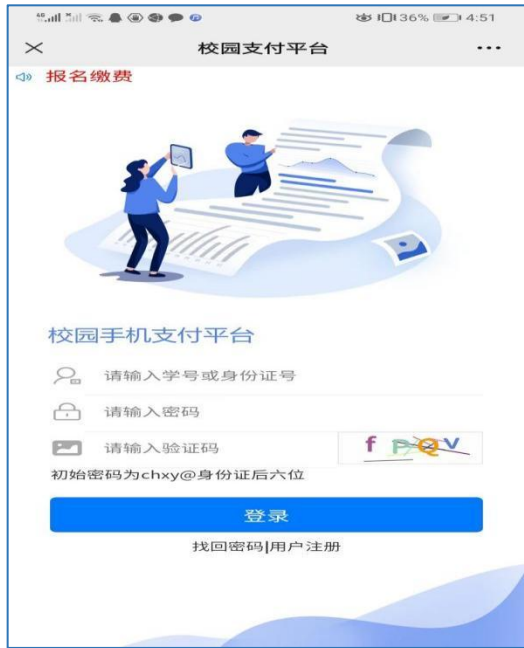 36% 4:51
校园支付平台
报名缴费
校园手机支付平台
请输入学号或身份证号
请输入密码
请输入验证码
f P Q V
初始密码为chxy@身份证后六位
登录
找回密码|用户注册